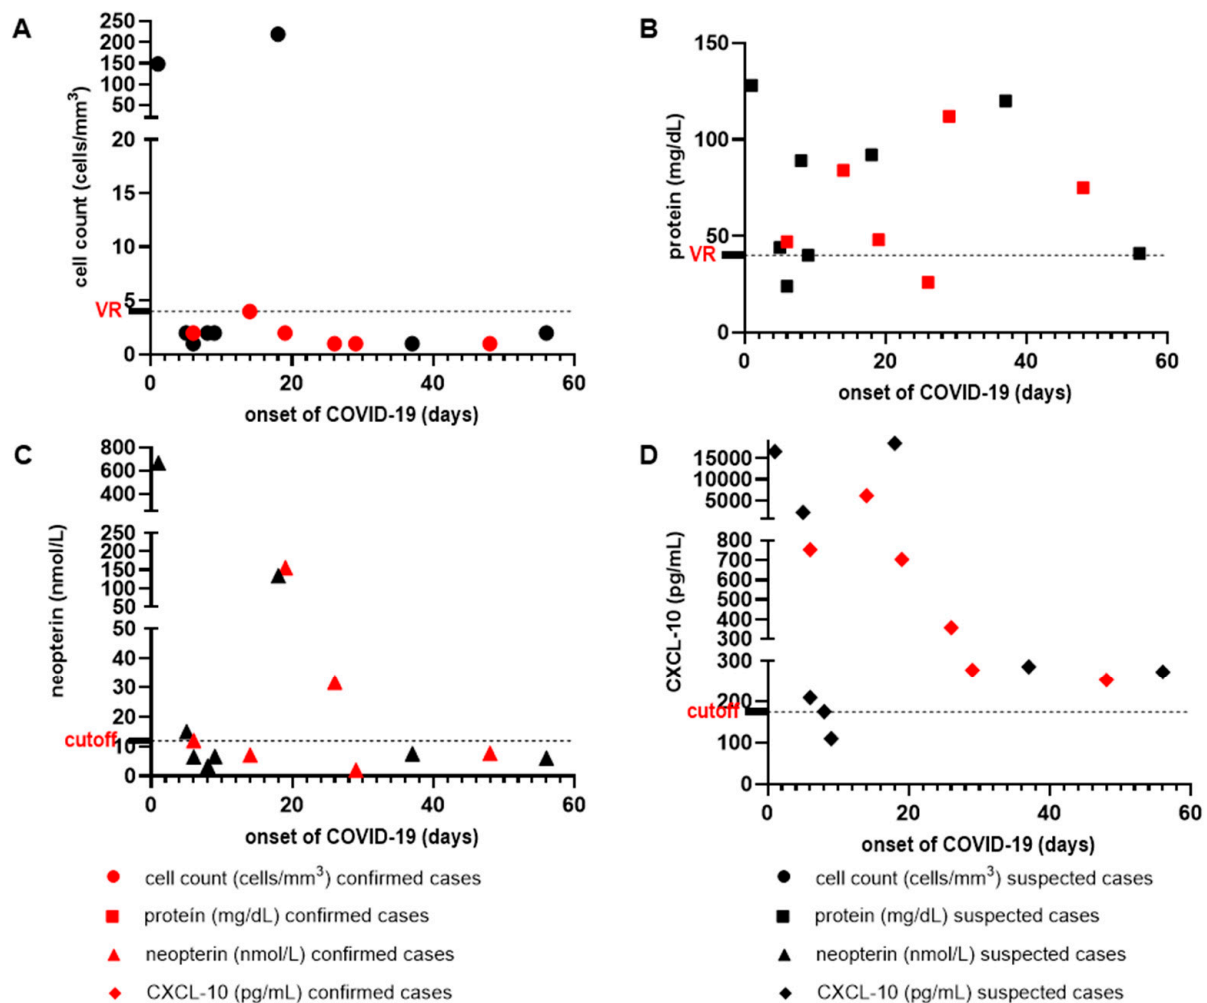 A
250
200
150
100
50
20
15
10
5
VR
0
cell count (cells/mm³)
0 20 40 60
onset of COVID-19 (days)
B
150
100
50
VR
0
protein (mg/dL)
0 20 40 60
onset of COVID-19 (days)
C
800
600
400
250
200
150
100
50
50
40
30
20
cutoff
10
0
neopterin (nmol/L)
0 20 40 60
onset of COVID-19 (days)
D
15000
10000
5000
800
700
600
500
400
300
300
200
cutoff
100
0
CXCL-10 (pg/mL)
0 20 40 60
onset of COVID-19 (days)
cell count (cells/mm³) confirmed cases
proteín (mg/dL) confirmed cases
neopterin (nmol/L) confirmed cases
CXCL-10 (pg/mL) confirmed cases
cell count (cells/mm³) suspected cases
protein (mg/dL) suspected cases
neopterin (nmol/L) suspected cases
CXCL-10 (pg/mL) suspected cases